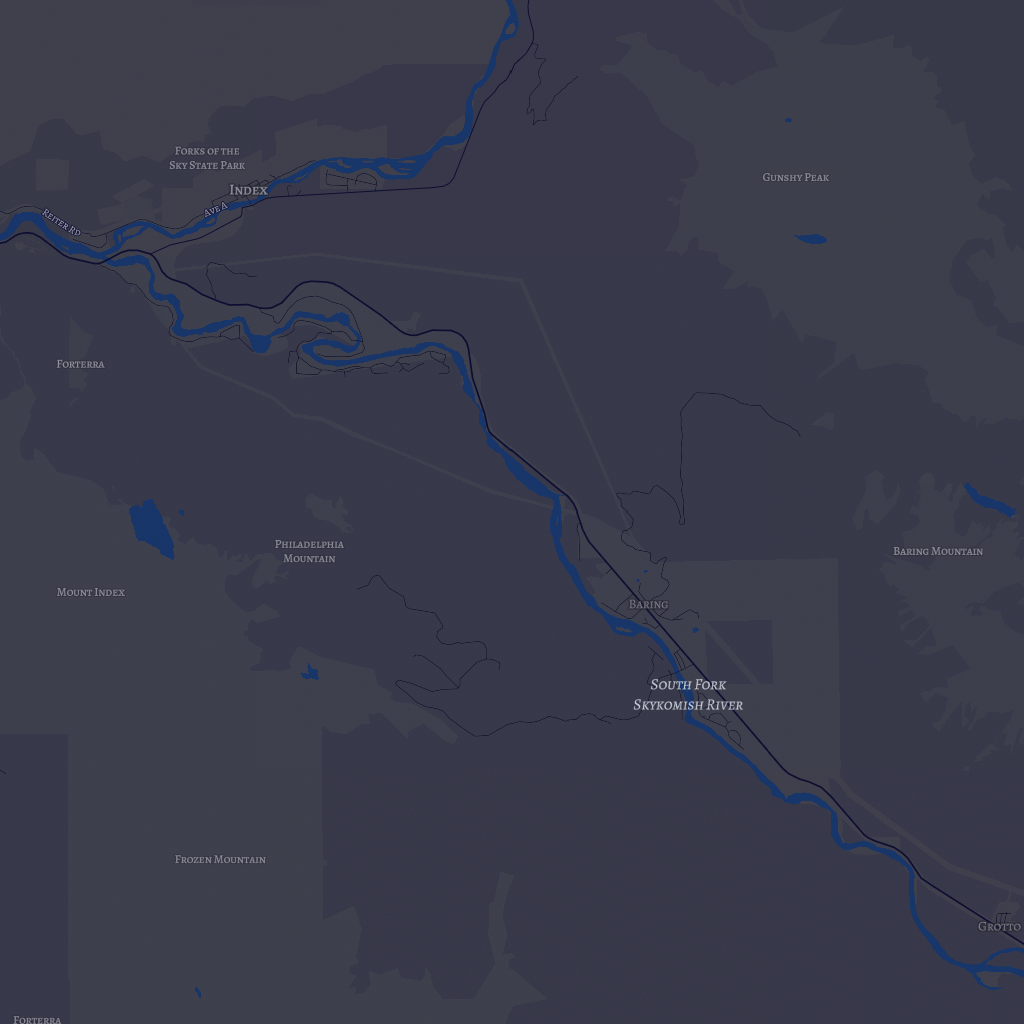 Forks of the
Sky State Park
Gunshy Peak
Index
Ave A
Reiter Rd
Forterra
Philadelphia
Mountain
Baring Mountain
Mount Index
Baring
South Fork
Skykomish River
Frozen Mountain
Grotto
Forterra